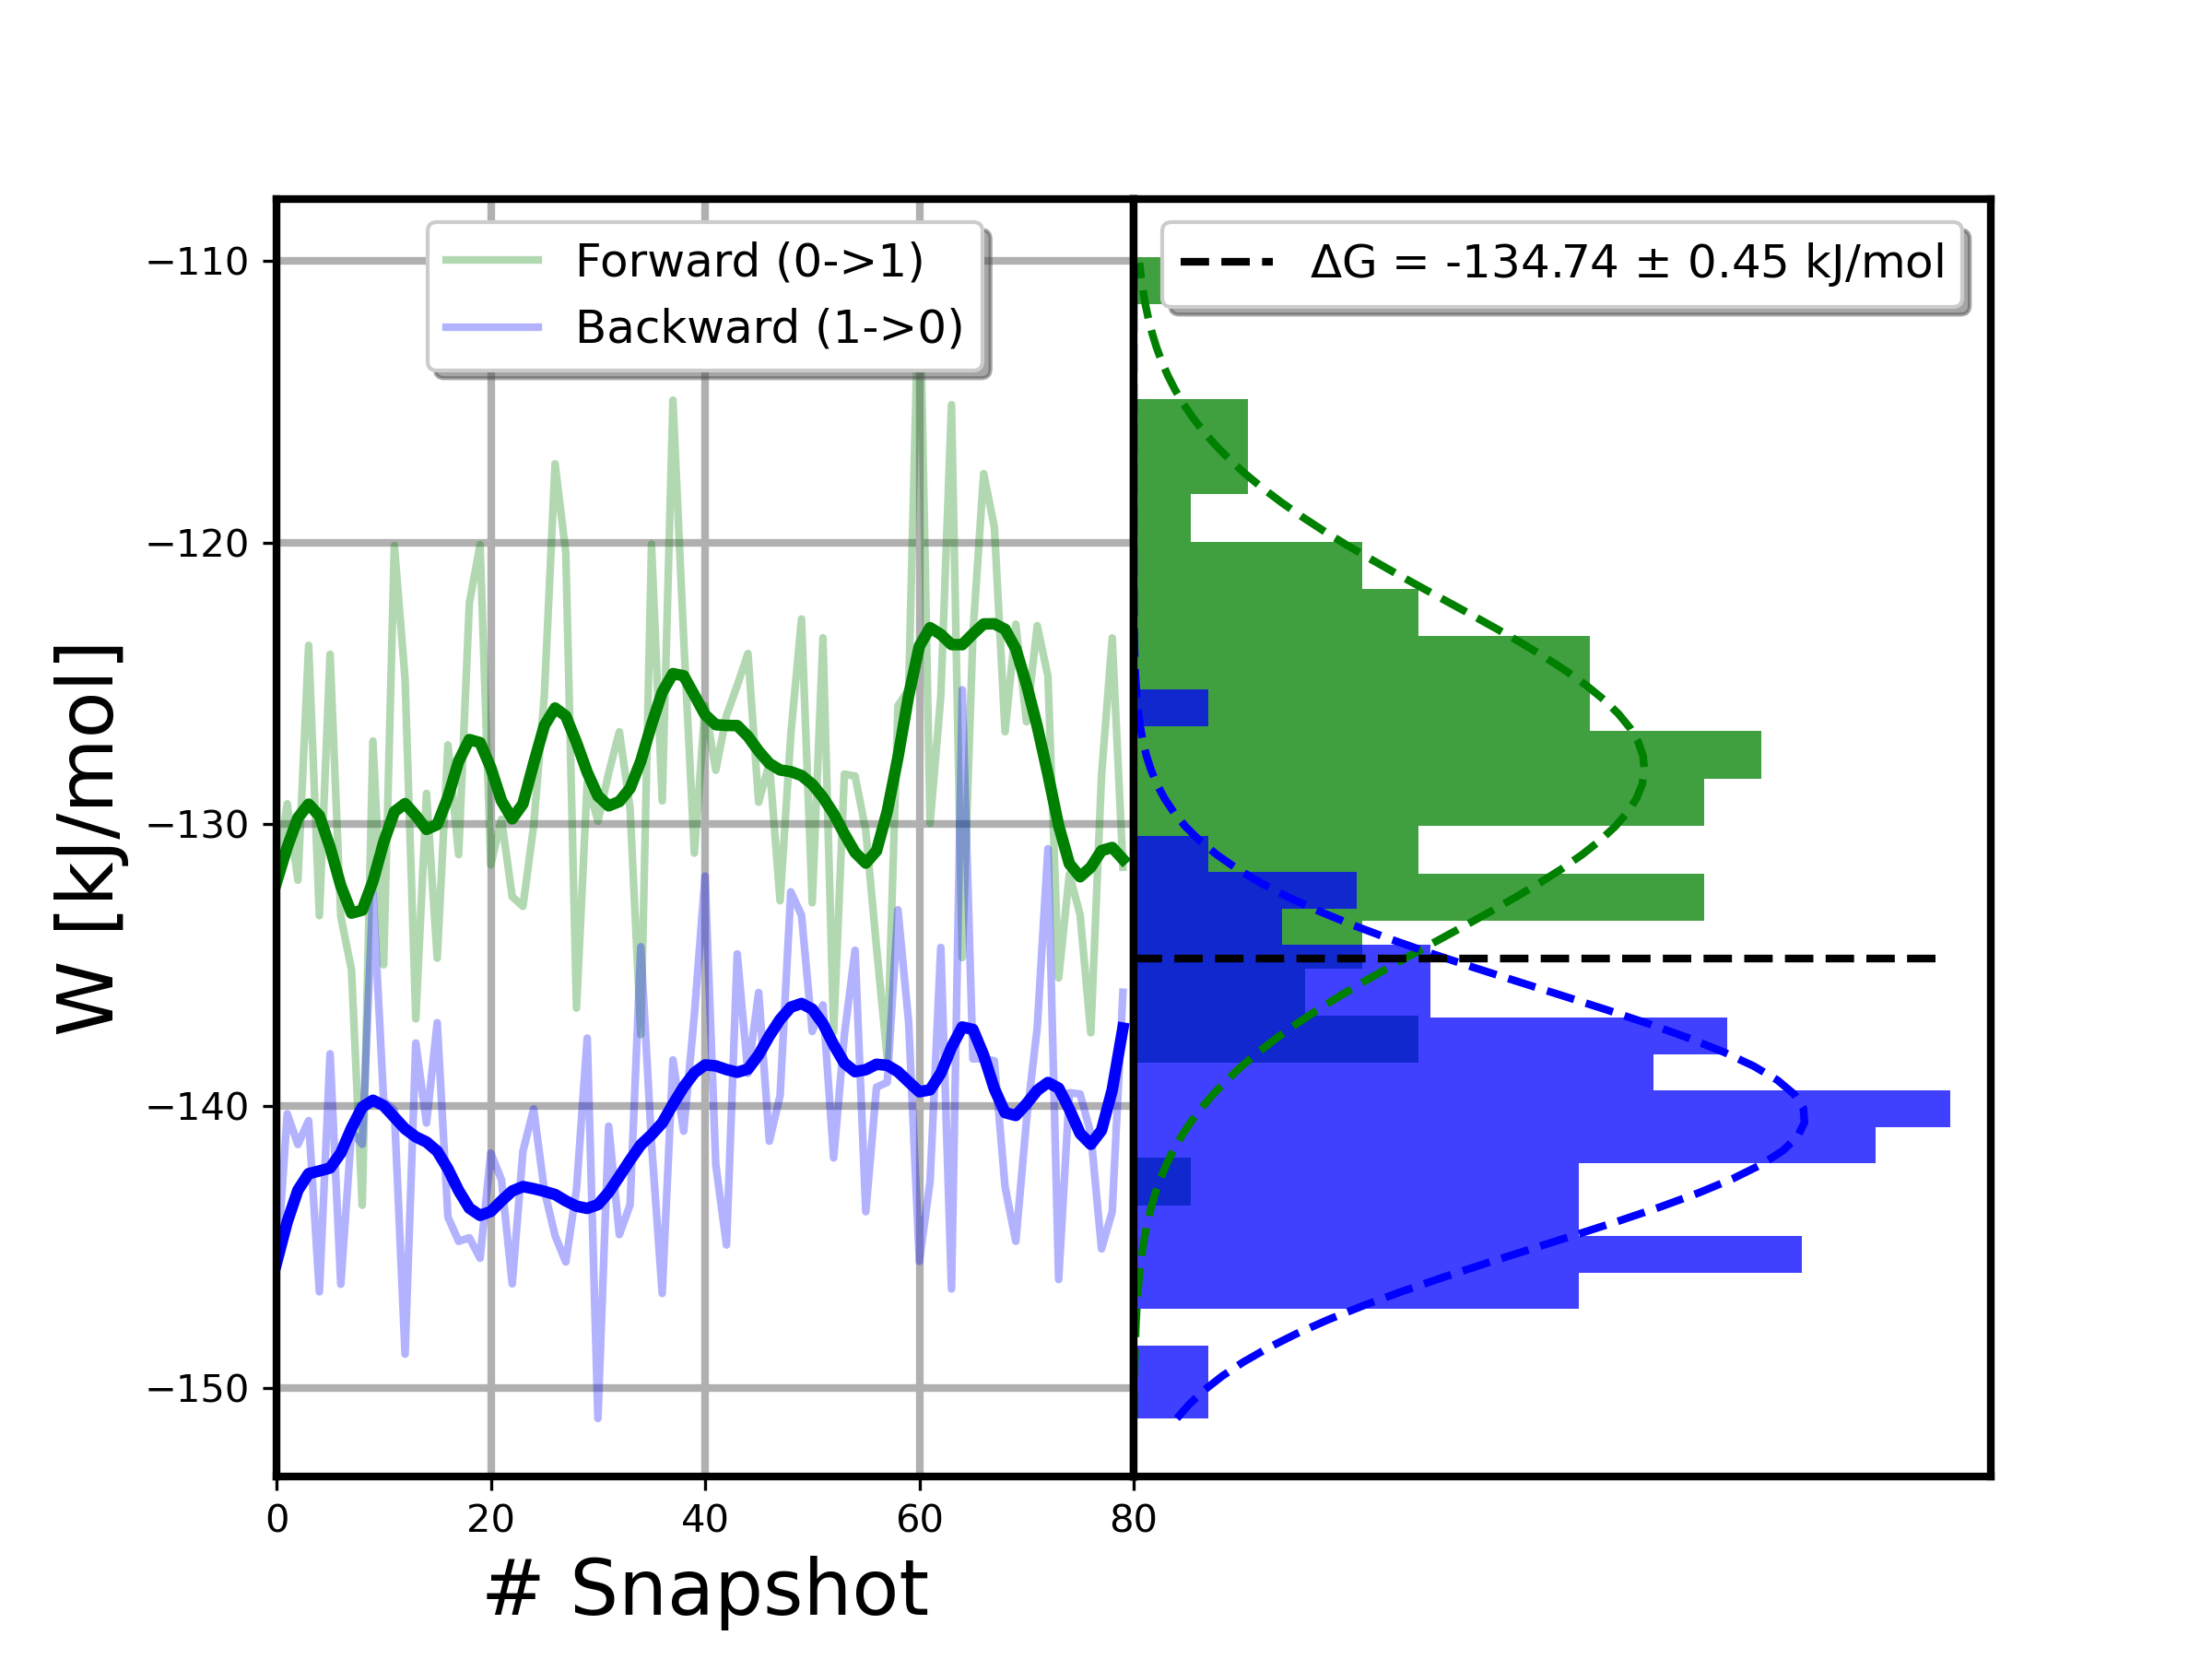 Forward (0->1)
Backward (1->0)
ΔG = -134.74 ± 0.45 kJ/mol
−110
−120
−130
−140
−150
W [kJ/mol]
0 20 40 60 80
# Snapshot